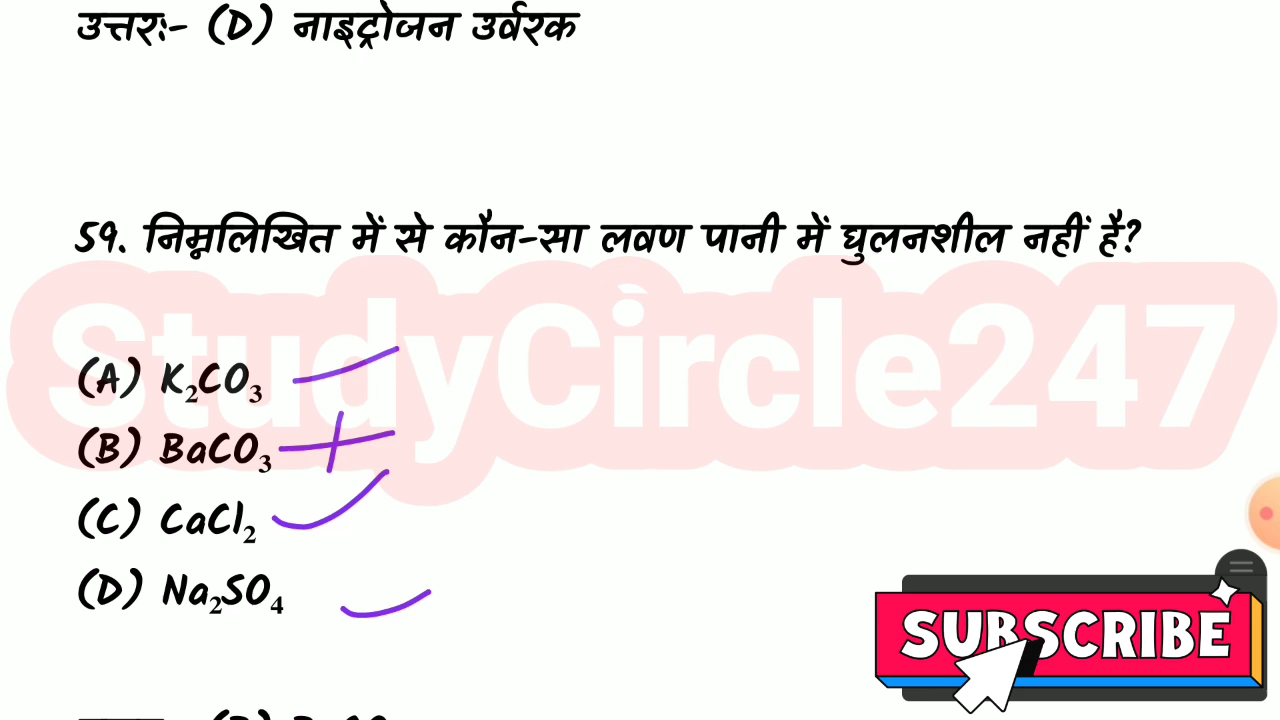 उत्तरः- (D) नाइट्रोजन उर्वरक
59. निम्नलिखित में से कौन-सा लवण पानी में घुलनशील नहीं है?
StudyCircle247
(A) K₂CO₃
(B) BaCO₃
(C) CaCl₂
(D) Na₂SO₄
SUBSCRIBE